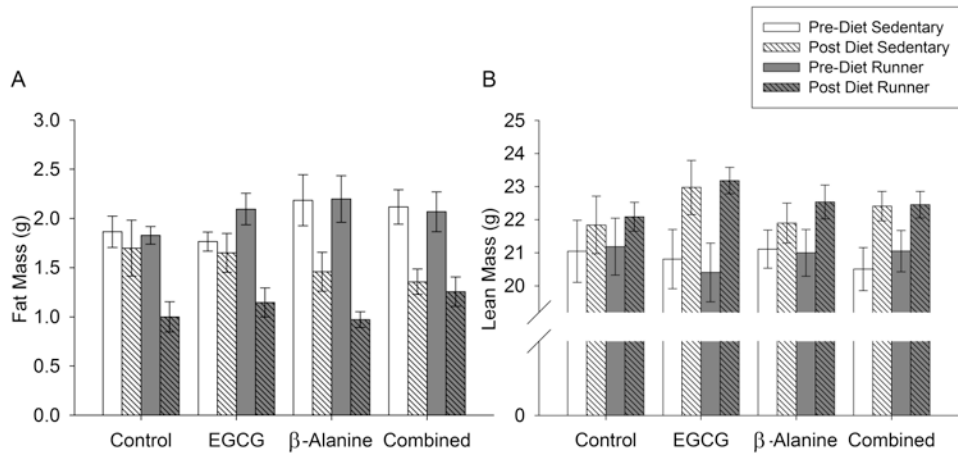 Pre-Diet Sedentary
Post Diet Sedentary
Pre-Diet Runner
Post Diet Runner
A
B
Fat Mass (g)
3.0
2.5
2.0
1.5
1.0
0.5
0.0
Control EGCG β-Alanine Combined
Lean Mass (g)
25
24
23
22
21
20
0
Control EGCG β-Alanine Combined